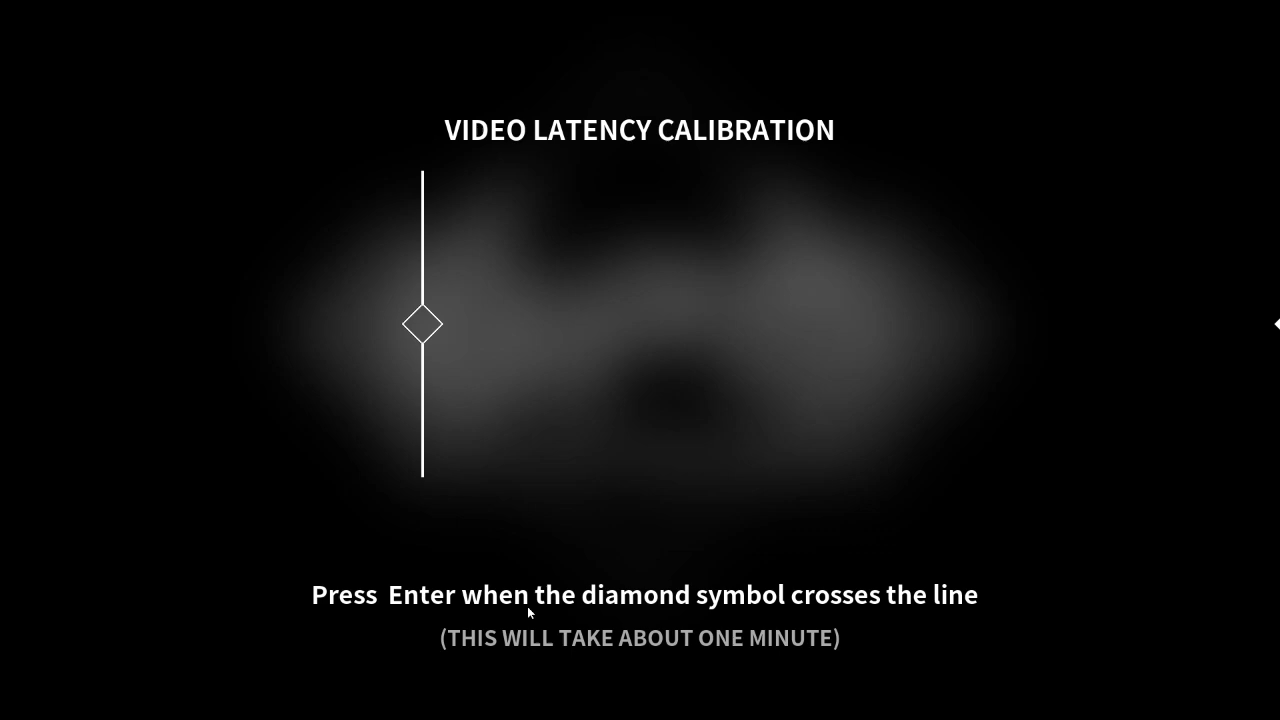 VIDEO LATENCY CALIBRATION
Press Enter when the diamond symbol crosses the line
(THIS WILL TAKE ABOUT ONE MINUTE)